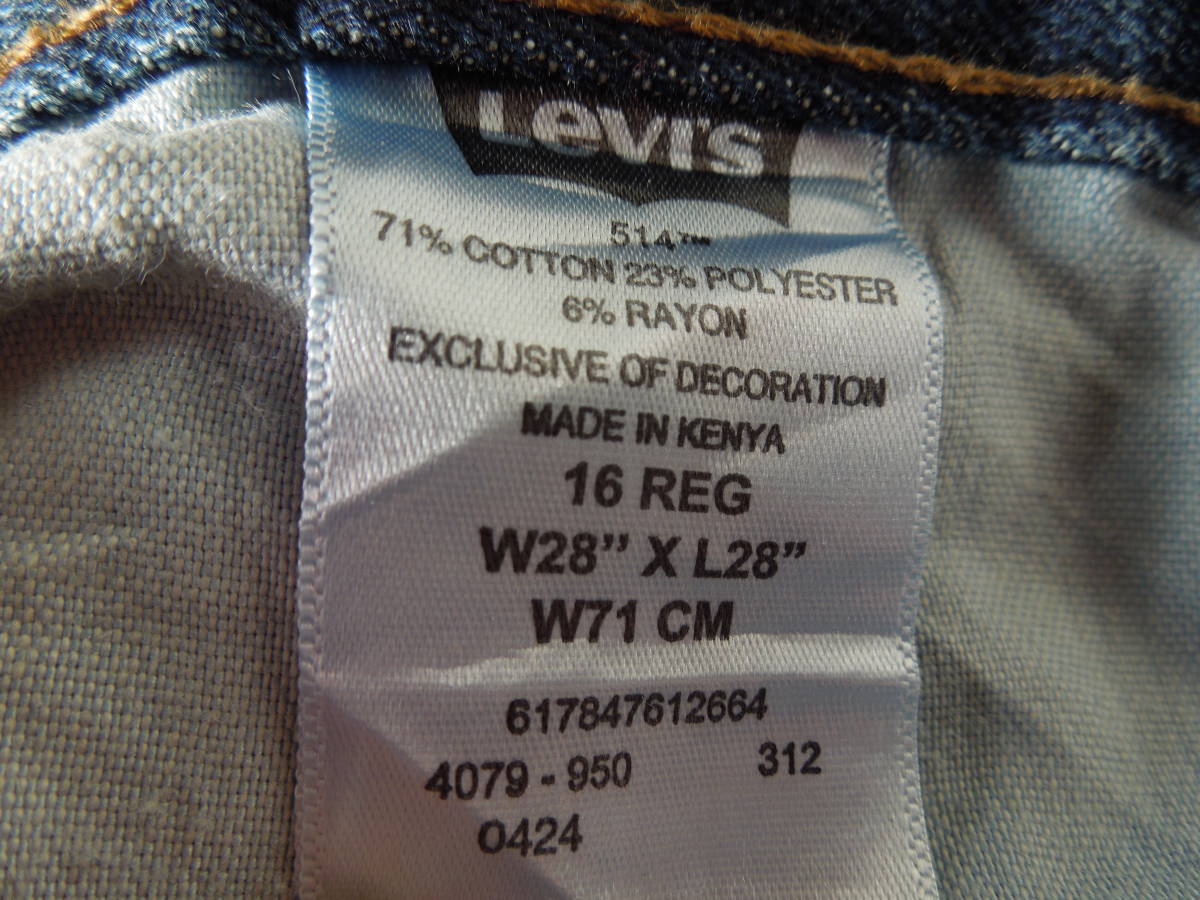 Levi's
514™
71% COTTON 23% POLYESTER
6% RAYON
EXCLUSIVE OF DECORATION
MADE IN KENYA
16 REG
W28” X L28”
W71 CM
617847612664
4079 - 950 312
0424